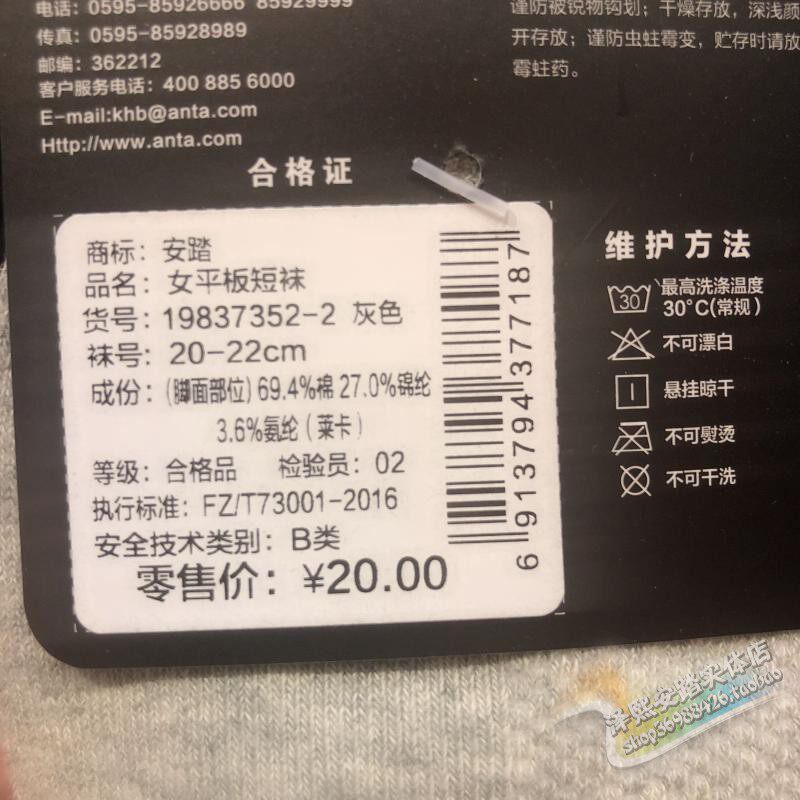 电话：0595-85926666 85929999
传真：0595-85928989
邮编：362212
客户服务电话：400 885 6000
E-mail:khb@anta.com
Http://www.anta.com
谨防被锐物钩划；干燥存放，深浅颜
开存放；谨防虫蛀霉变，贮存时请放
霉蛀药。
合格证
商标：安踏
品名：女平板短袜
货号：19837352-2 灰色
袜号：20-22cm
成份：（脚面部位）69.4%棉 27.0%锦纶
3.6%氨纶（莱卡）
等级：合格品 检验员：02
执行标准：FZ/T73001-2016
安全技术类别：B类
零售价：¥20.00
6 913794 377187
维护方法
30 最高洗涤温度
30°C(常规)
不可漂白
悬挂晾干
不可熨烫
不可干洗
泽熙安踏实体店
shop36983426.taobao